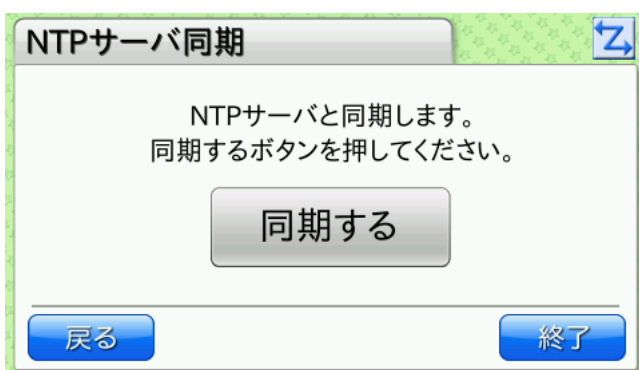 NTPサーバ同期
NTPサーバと同期します。
同期するボタンを押してください。
同期する
戻る
終了